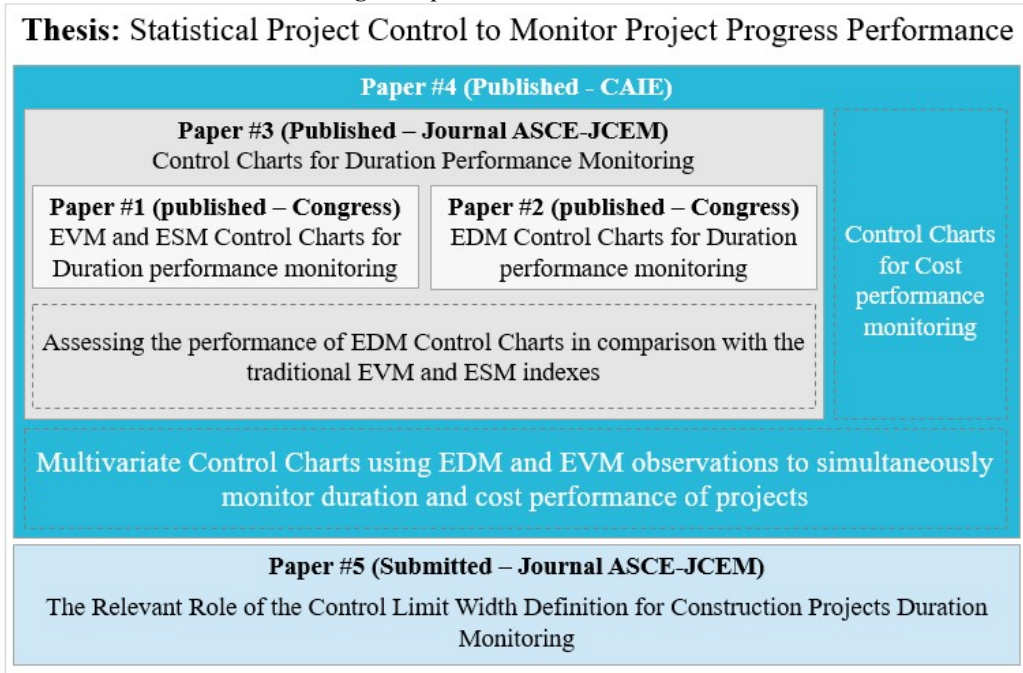 Thesis: Statistical Project Control to Monitor Project Progress Performance
Paper #4 (Published - CAIE)
Paper #3 (Published – Journal ASCE-JCEM)
Control Charts for Duration Performance Monitoring
Paper #1 (published – Congress)
EVM and ESM Control Charts for
Duration performance monitoring
Paper #2 (published – Congress)
EDM Control Charts for Duration
performance monitoring
Assessing the performance of EDM Control Charts in comparison with the
traditional EVM and ESM indexes
Control Charts
for Cost
performance
monitoring
Multivariate Control Charts using EDM and EVM observations to simultaneously
monitor duration and cost performance of projects
Paper #5 (Submitted – Journal ASCE-JCEM)
The Relevant Role of the Control Limit Width Definition for Construction Projects Duration
Monitoring